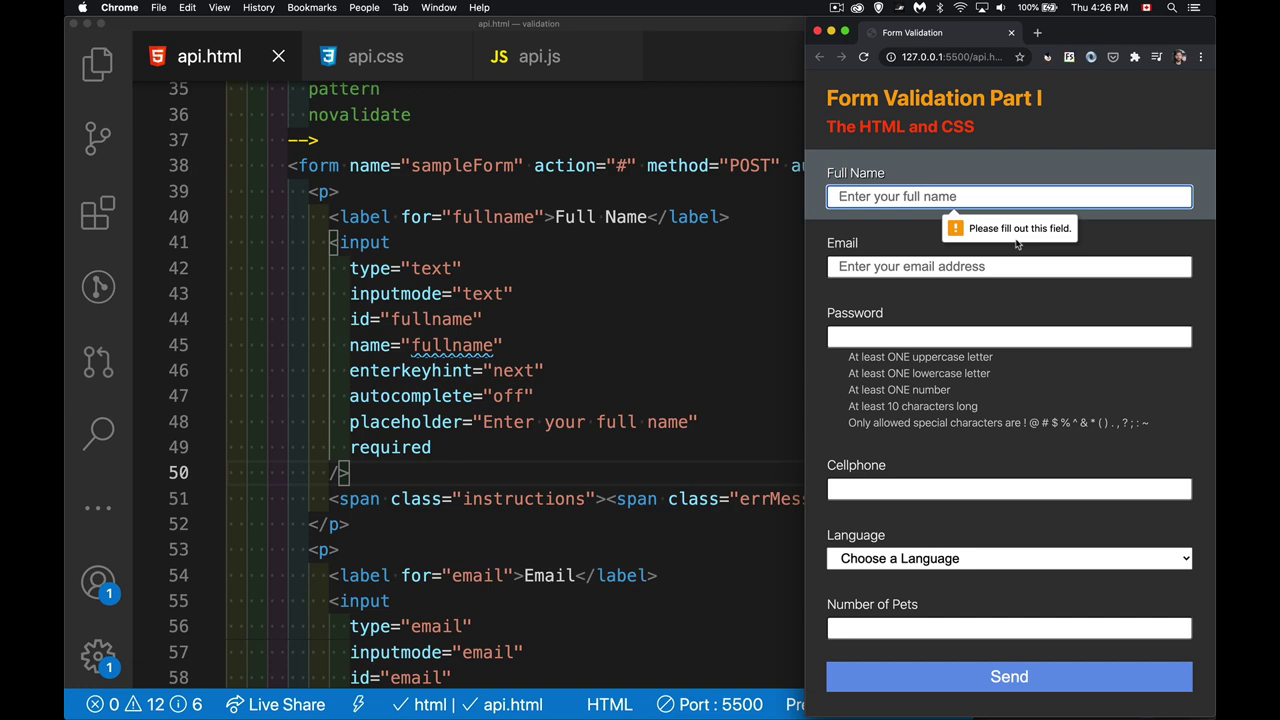 Chrome File Edit View History Bookmarks People Tab Window Help
100% Thu 4:26 PM
api.html — validation
api.html
api.css
JS api.js
35 pattern
36 novalidate
37 -->
38 <form name="sampleForm" action="#" method="POST"
39 <p>
40 <label for="fullname">Full Name</label>
41 <input
42 type="text"
43 inputmode="text"
44 id="fullname"
45 name="fullname"
46 enterkeyhint="next"
47 autocomplete="off"
48 placeholder="Enter your full name"
49 required
50 />
51 <span class="instructions"><span class="errMess
52 </p>
53 <p>
54 <label for="email">Email</label>
55 <input
56 type="email"
57 inputmode="email"
58 id="email"
1
1
0 12 6 Live Share html | api.html HTML Port : 5500
Form Validation
127.0.0.1:5500/api.h...
Form Validation Part I
The HTML and CSS
Full Name
Enter your full name
! Please fill out this field.
Email
Enter your email address
Password
At least ONE uppercase letter
At least ONE lowercase letter
At least ONE number
At least 10 characters long
Only allowed special characters are ! @ # $ % ^ & * ( ) . , ? ; : ~
Cellphone
Language
Choose a Language
Number of Pets
Send